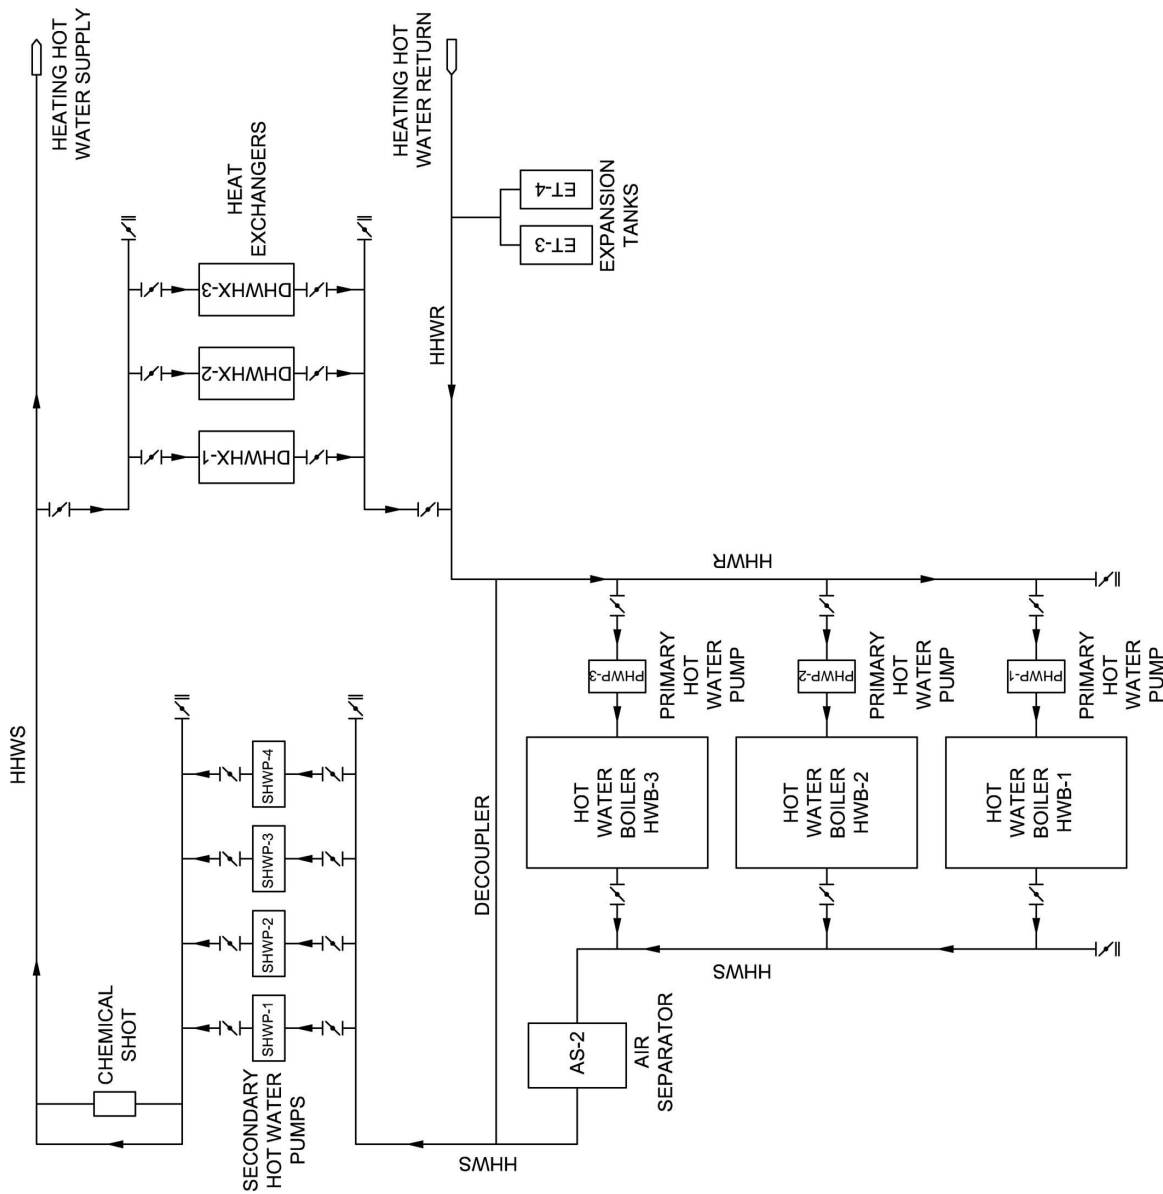 HEATING HOT
WATER SUPPLY
HEATING HOT
WATER RETURN
HEAT
EXCHANGERS
DHWHX-3
DHWHX-2
DHWHX-1
ET-4
ET-3
EXPANSION
TANKS
HHWR
HHWS
HHWR
CHEMICAL
SHOT
SHWP-4
SHWP-3
SHWP-2
SHWP-1
SECONDARY
HOT WATER
PUMPS
DECOUPLER
PHWP-3
PRIMARY
HOT
WATER
PUMP
PHWP-2
PRIMARY
HOT
WATER
PUMP
PHWP-1
PRIMARY
HOT
WATER
PUMP
HOT
WATER
BOILER
HWB-3
HOT
WATER
BOILER
HWB-2
HOT
WATER
BOILER
HWB-1
HHWS
AS-2
AIR
SEPARATOR
HHWS